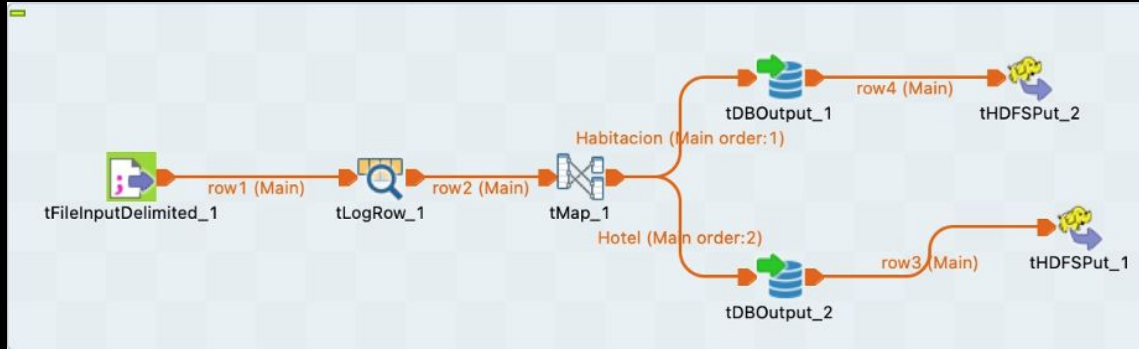 row4 (Main)
tDBOutput_1
tHDFSPut_2
Habitacion (Main order:1)
row1 (Main)
row2 (Main)
tFileInputDelimited_1
tLogRow_1
tMap_1
Hotel (Main order:2)
row3 (Main)
tHDFSPut_1
tDBOutput_2